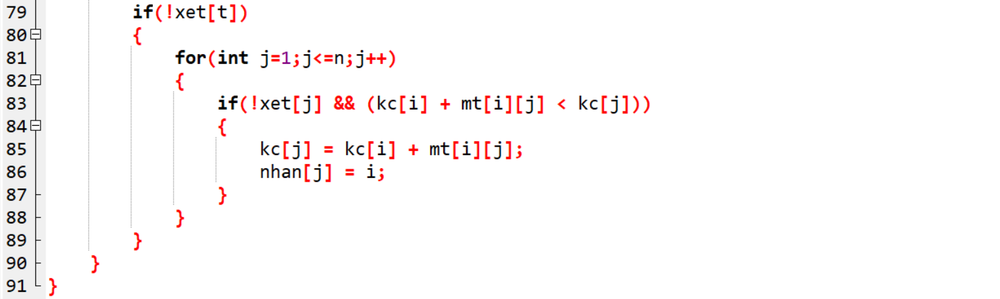 79 if(!xet[t])
80 {
81 for(int j=1;j<=n;j++)
82 {
83 if(!xet[j] && (kc[i] + mt[i][j] < kc[j]))
84 {
85 kc[j] = kc[i] + mt[i][j];
86 nhan[j] = i;
87 }
88 }
89 }
90 }
91 }